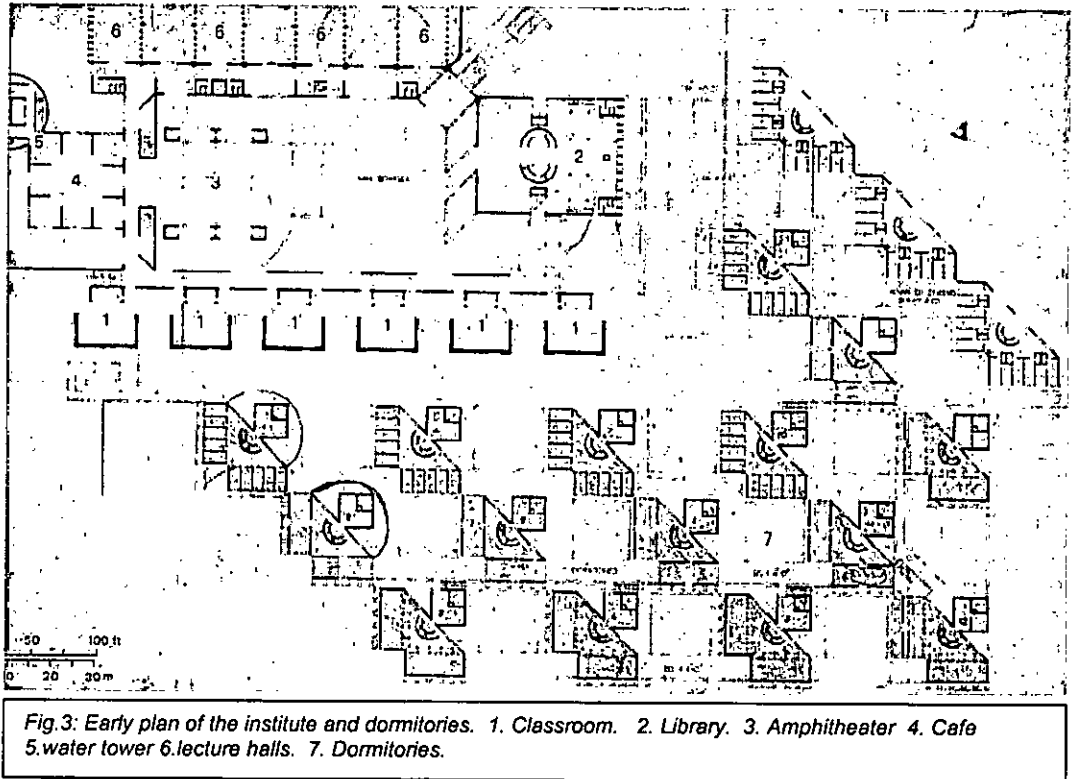 6 6 6 6
5
4
3
2
1 1 1 1 1 1
7
50 100 ft
0 20 30 m
Fig.3: Early plan of the institute and dormitories. 1. Classroom. 2. Library. 3. Amphitheater 4. Cafe
5.water tower 6.lecture halls. 7. Dormitories.